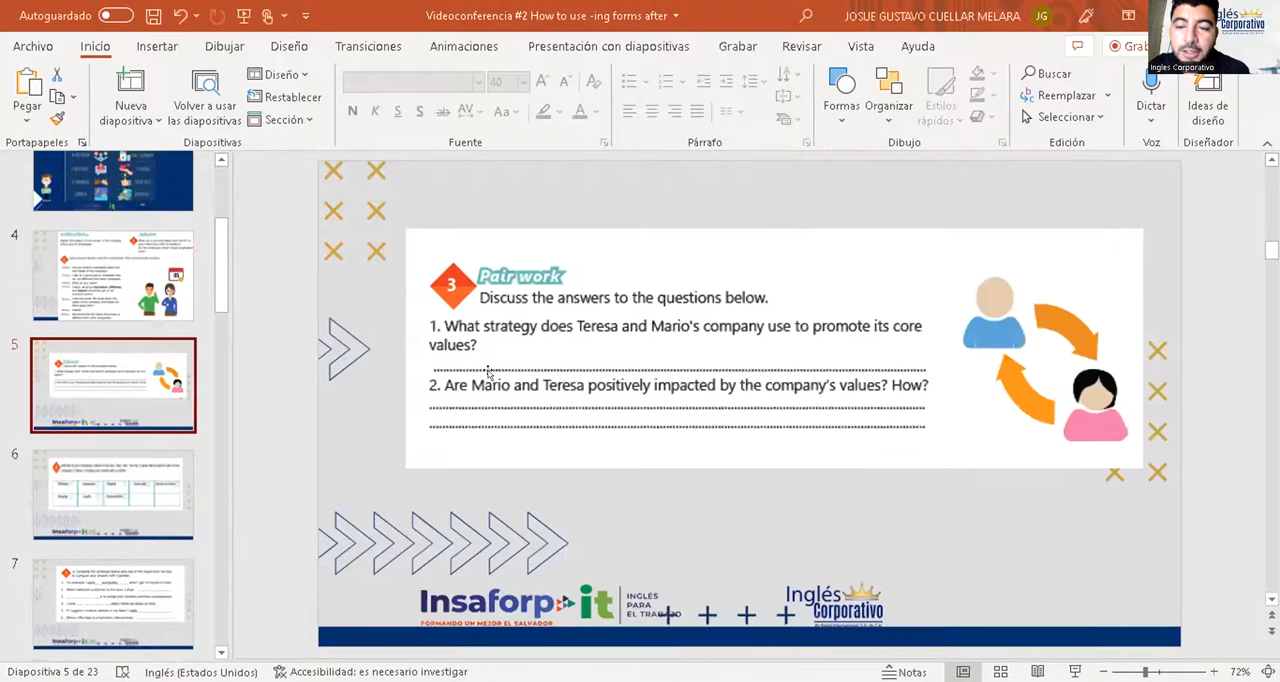 Autoguardado
Videoconferencia #2 How to use -ing forms after
JOSUE GUSTAVO CUELLAR MELARA
JG
Inglés
Corporativo
Ingles Corporativo
Archivo
Inicio
Insertar
Dibujar
Diseño
Transiciones
Animaciones
Presentación con diapositivas
Grabar
Revisar
Vista
Ayuda
Grab
Pegar
Nueva diapositiva
Volver a usar las diapositivas
Diseño
Restablecer
Sección
40
N K S S ab AV Aa A
Formas
Organizar
Estilos rápidos
Buscar
Reemplazar
Seleccionar
Dictar
Ideas de diseño
Portapapeles
Diapositivas
Fuente
Párrafo
Dibujo
Edición
Voz
Diseñador
4
5
6
7
3
Pair work
Discuss the answers to the questions below.
1. What strategy does Teresa and Mario's company use to promote its core
values?
2. Are Mario and Teresa positively impacted by the company's values? How?
Insaforp it
FORMANDO UN MEJOR EL SALVADOR
INGLÉS
PARA
EL TRABAJO
Inglés
Corporativo
Diapositiva 5 de 23
Inglés (Estados Unidos)
Accesibilidad: es necesario investigar
Notas
72%